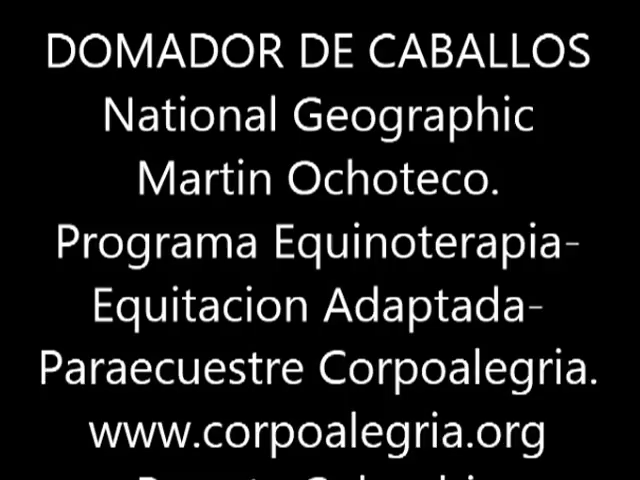 DOMADOR DE CABALLOS
National Geographic
Martin Ochoteco.
Programa Equinoterapia-
Equitacion Adaptada-
Paraecuestre Corpoalegria.
www.corpoalegria.org